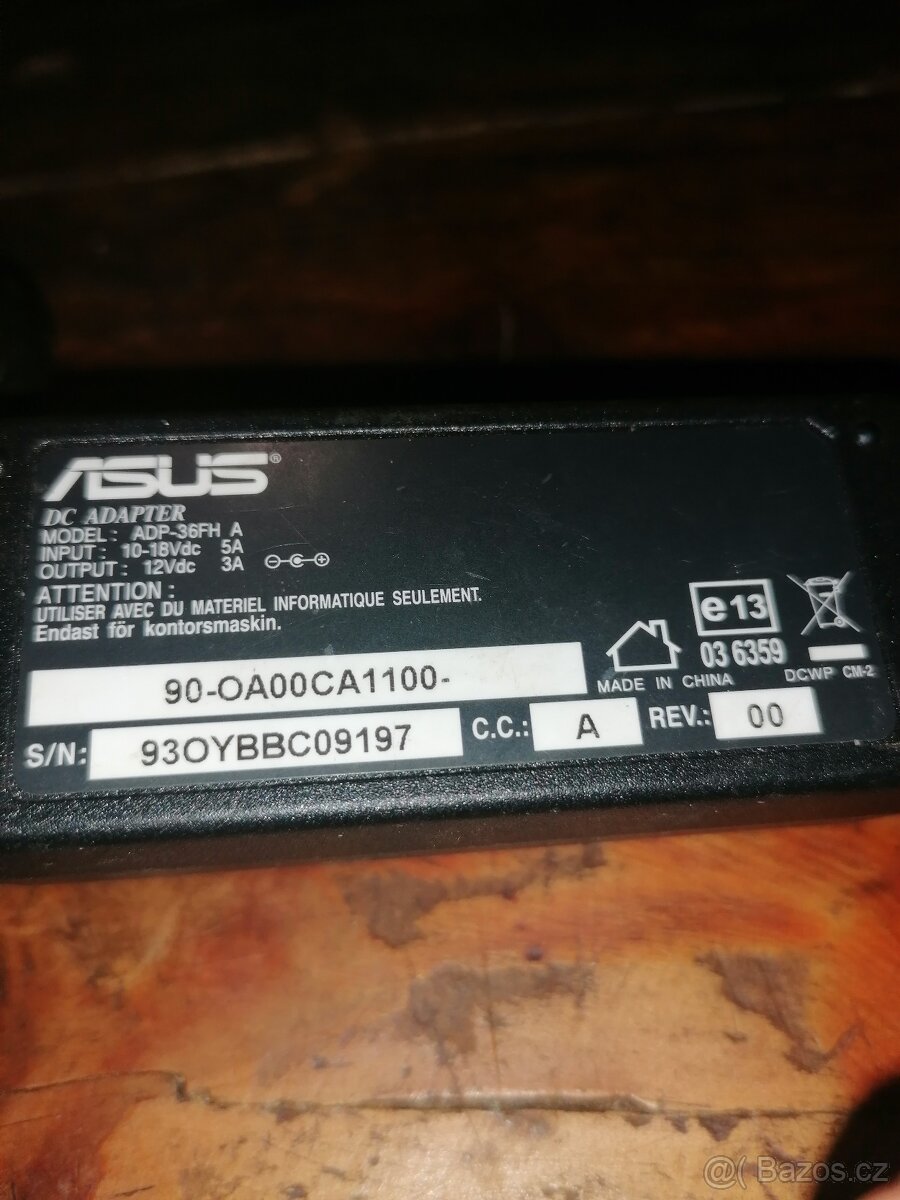 ASUS®
DC ADAPTER
MODEL: ADP-36FH A
INPUT: 10-18Vdc 5A
OUTPUT: 12Vdc 3A
ATTENTION:
UTILISER AVEC DU MATERIEL INFORMATIQUE SEULEMENT.
Endast för kontorsmaskin.
e13
03 6359
MADE IN CHINA
DCWP CM-2
90-OA00CA1100-
S/N: 93OYBBC09197
C.C.: A
REV.: 00
@( Bazos.cz